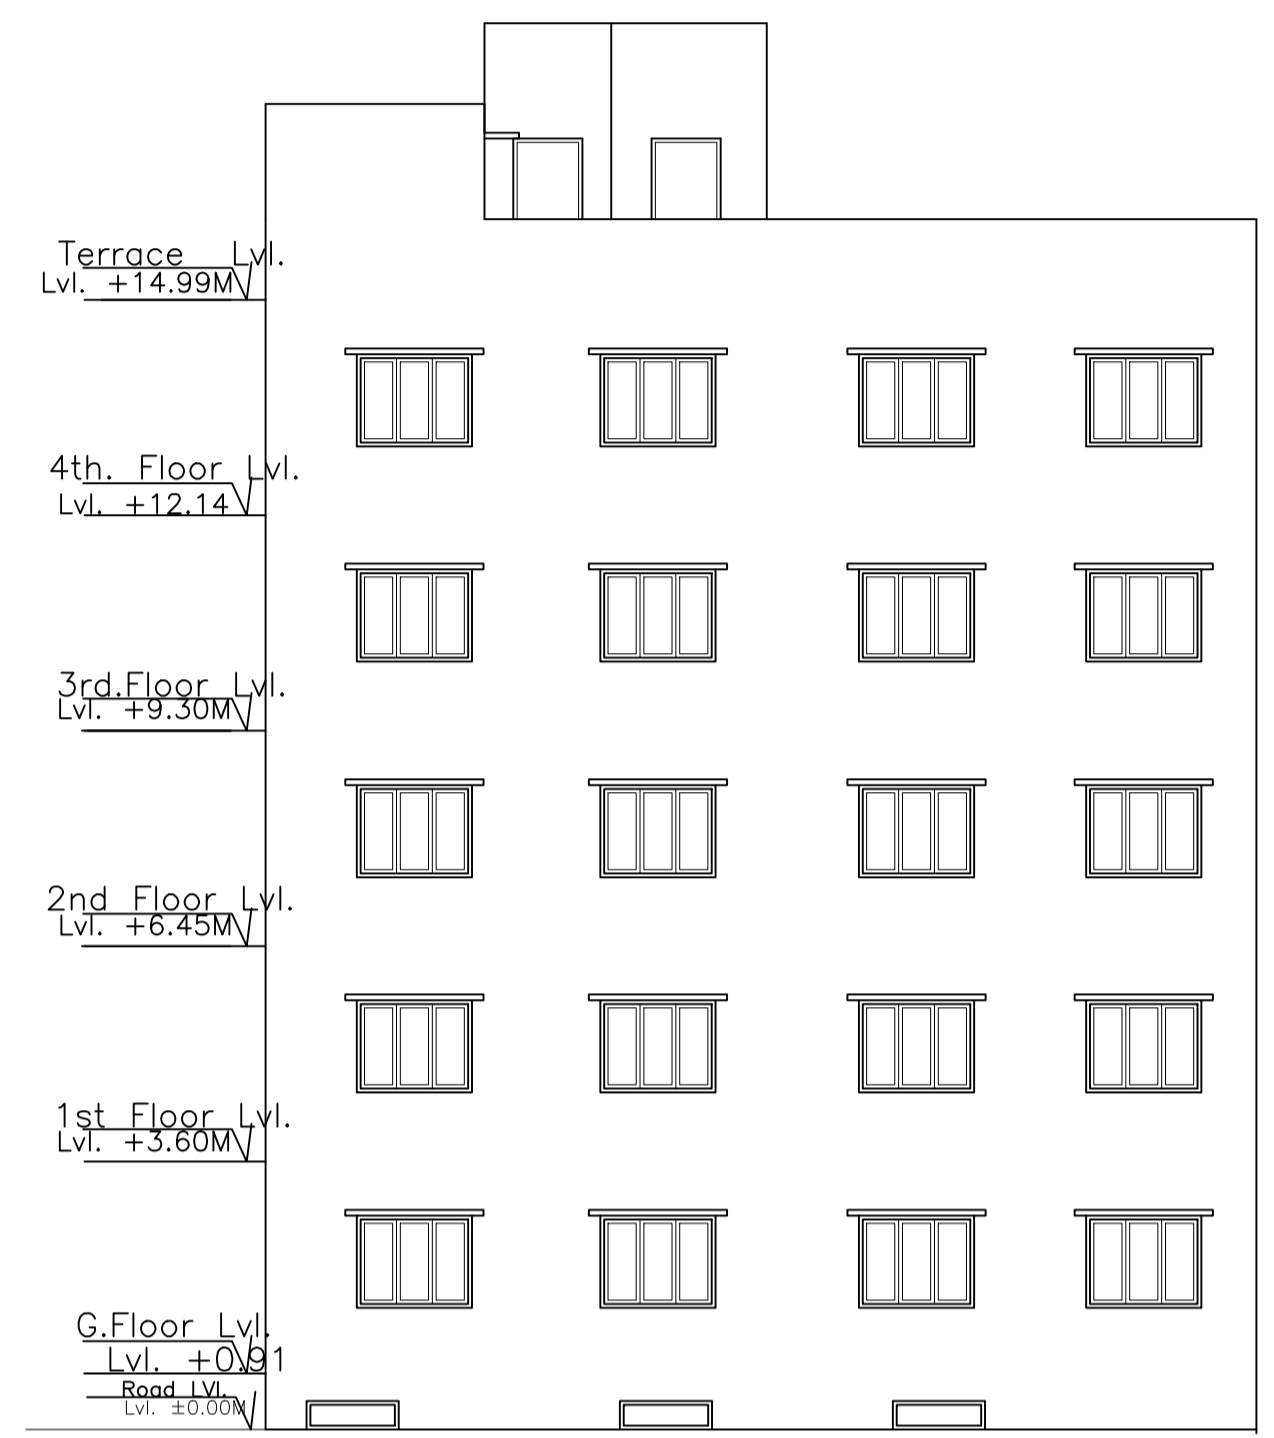 Terrace Lvl.
Lvl. +14.99M
4th. Floor Lvl.
Lvl. +12.14
3rd.Floor Lvl.
Lvl. +9.30M
2nd Floor Lvl.
Lvl. +6.45M
1st Floor Lvl.
Lvl. +3.60M
G.Floor Lvl.
Lvl. +0.91
Road LVl.
Lvl. ±0.00M